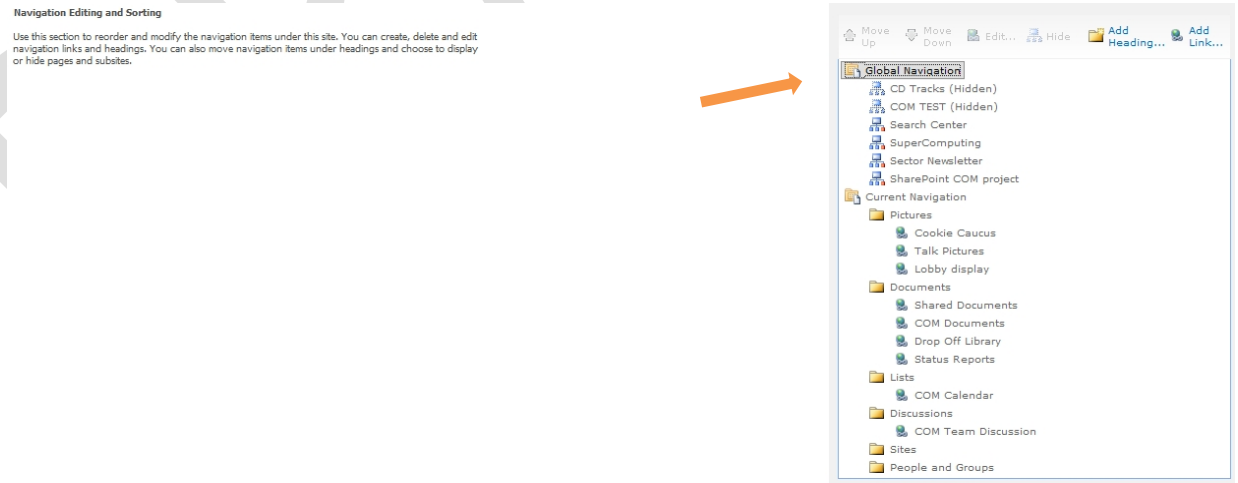 Navigation Editing and Sorting
Use this section to reorder and modify the navigation items under this site. You can create, delete and edit
navigation links and headings. You can also move navigation items under headings and choose to display
or hide pages and subsites.
Move Up Move Down Edit... Hide Add Heading... Add Link...
Global Navigation
CD Tracks (Hidden)
COM TEST (Hidden)
Search Center
SuperComputing
Sector Newsletter
SharePoint COM project
Current Navigation
Pictures
Cookie Caucus
Talk Pictures
Lobby display
Documents
Shared Documents
COM Documents
Drop Off Library
Status Reports
Lists
COM Calendar
Discussions
COM Team Discussion
Sites
People and Groups